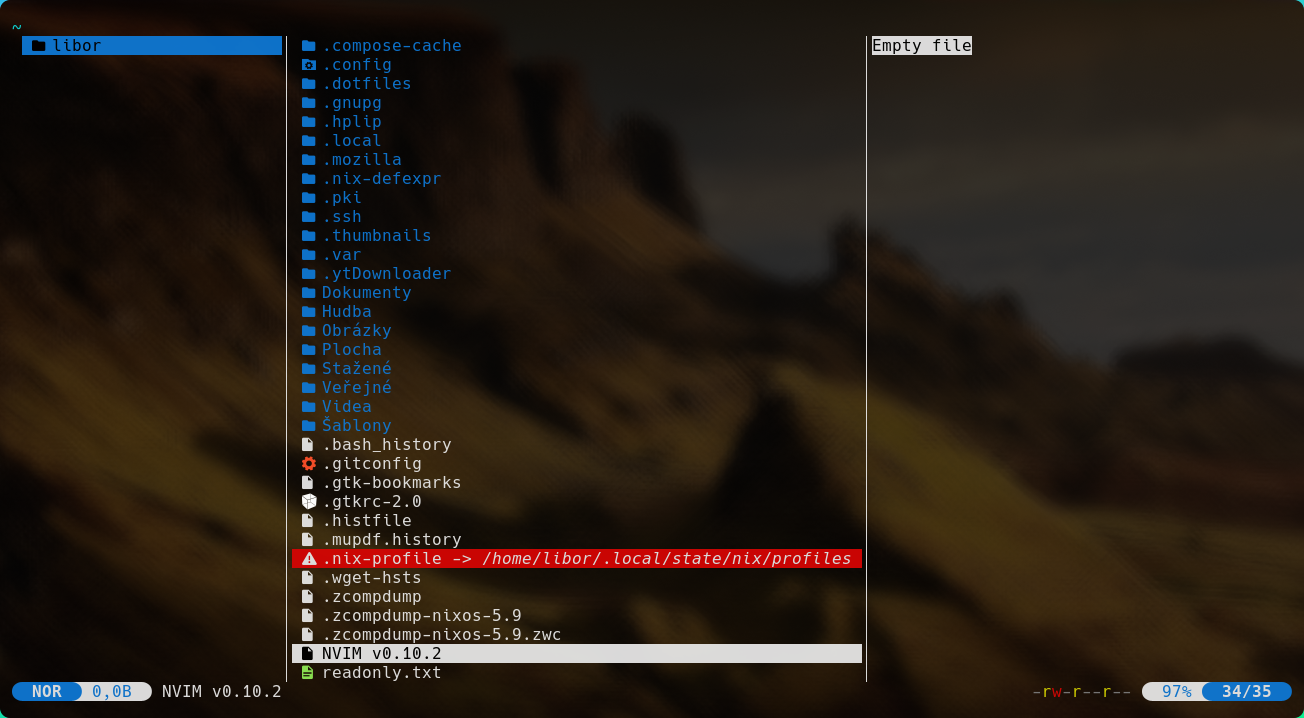 ~
libor
.compose-cache
.config
.dotfiles
.gnupg
.hplip
.local
.mozilla
.nix-defexpr
.pki
.ssh
.thumbnails
.var
.ytDownloader
Dokumenty
Hudba
Obrázky
Plocha
Stažené
Veřejné
Videa
Šablony
.bash_history
.gitconfig
.gtk-bookmarks
.gtkrc-2.0
.histfile
.mupdf.history
.nix-profile -> /home/libor/.local/state/nix/profiles
.wget-hsts
.zcompdump
.zcompdump-nixos-5.9
.zcompdump-nixos-5.9.zwc
NVIM v0.10.2
readonly.txt
Empty file
NOR 0,0B NVIM v0.10.2 -rw-r--r-- 97% 34/35